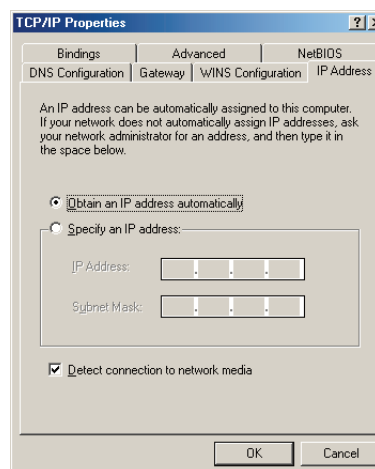 TCP/IP Properties
Bindings Advanced NetBIOS
DNS Configuration Gateway WINS Configuration IP Address
An IP address can be automatically assigned to this computer.
If your network does not automatically assign IP addresses, ask
your network administrator for an address, and then type it in
the space below.
Obtain an IP address automatically
Specify an IP address:
IP Address:
Subnet Mask:
Detect connection to network media
OK Cancel